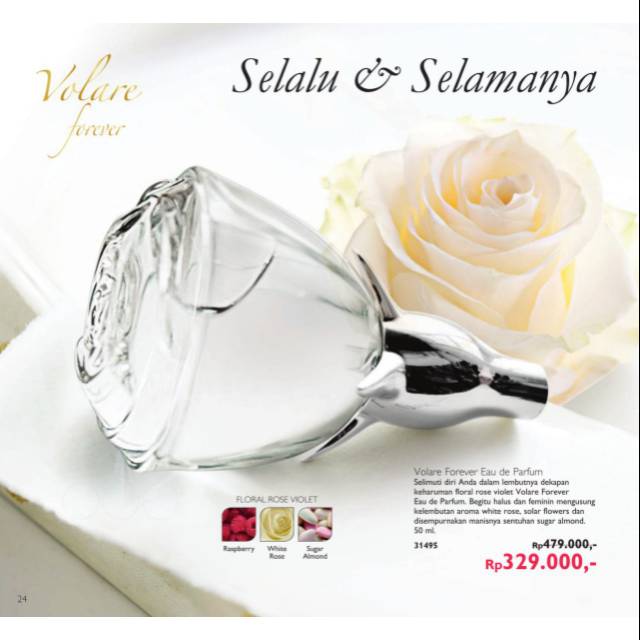 Volare
forever
Selalu & Selamanya
Volare Forever Eau de Parfum
Selimuti diri Anda dalam lembutnya dekapan
keharuman floral rose violet Volare Forever
Eau de Parfum. Begitu halus dan feminin mengusung
kelembutan aroma white rose, solar flowers dan
disempurnakan manisnya sentuhan sugar almond.
50 ml.
31495
Rp479.000,-
Rp329.000,-
FLORAL ROSE VIOLET
Raspberry
White
Rose
Sugar
Almond
24